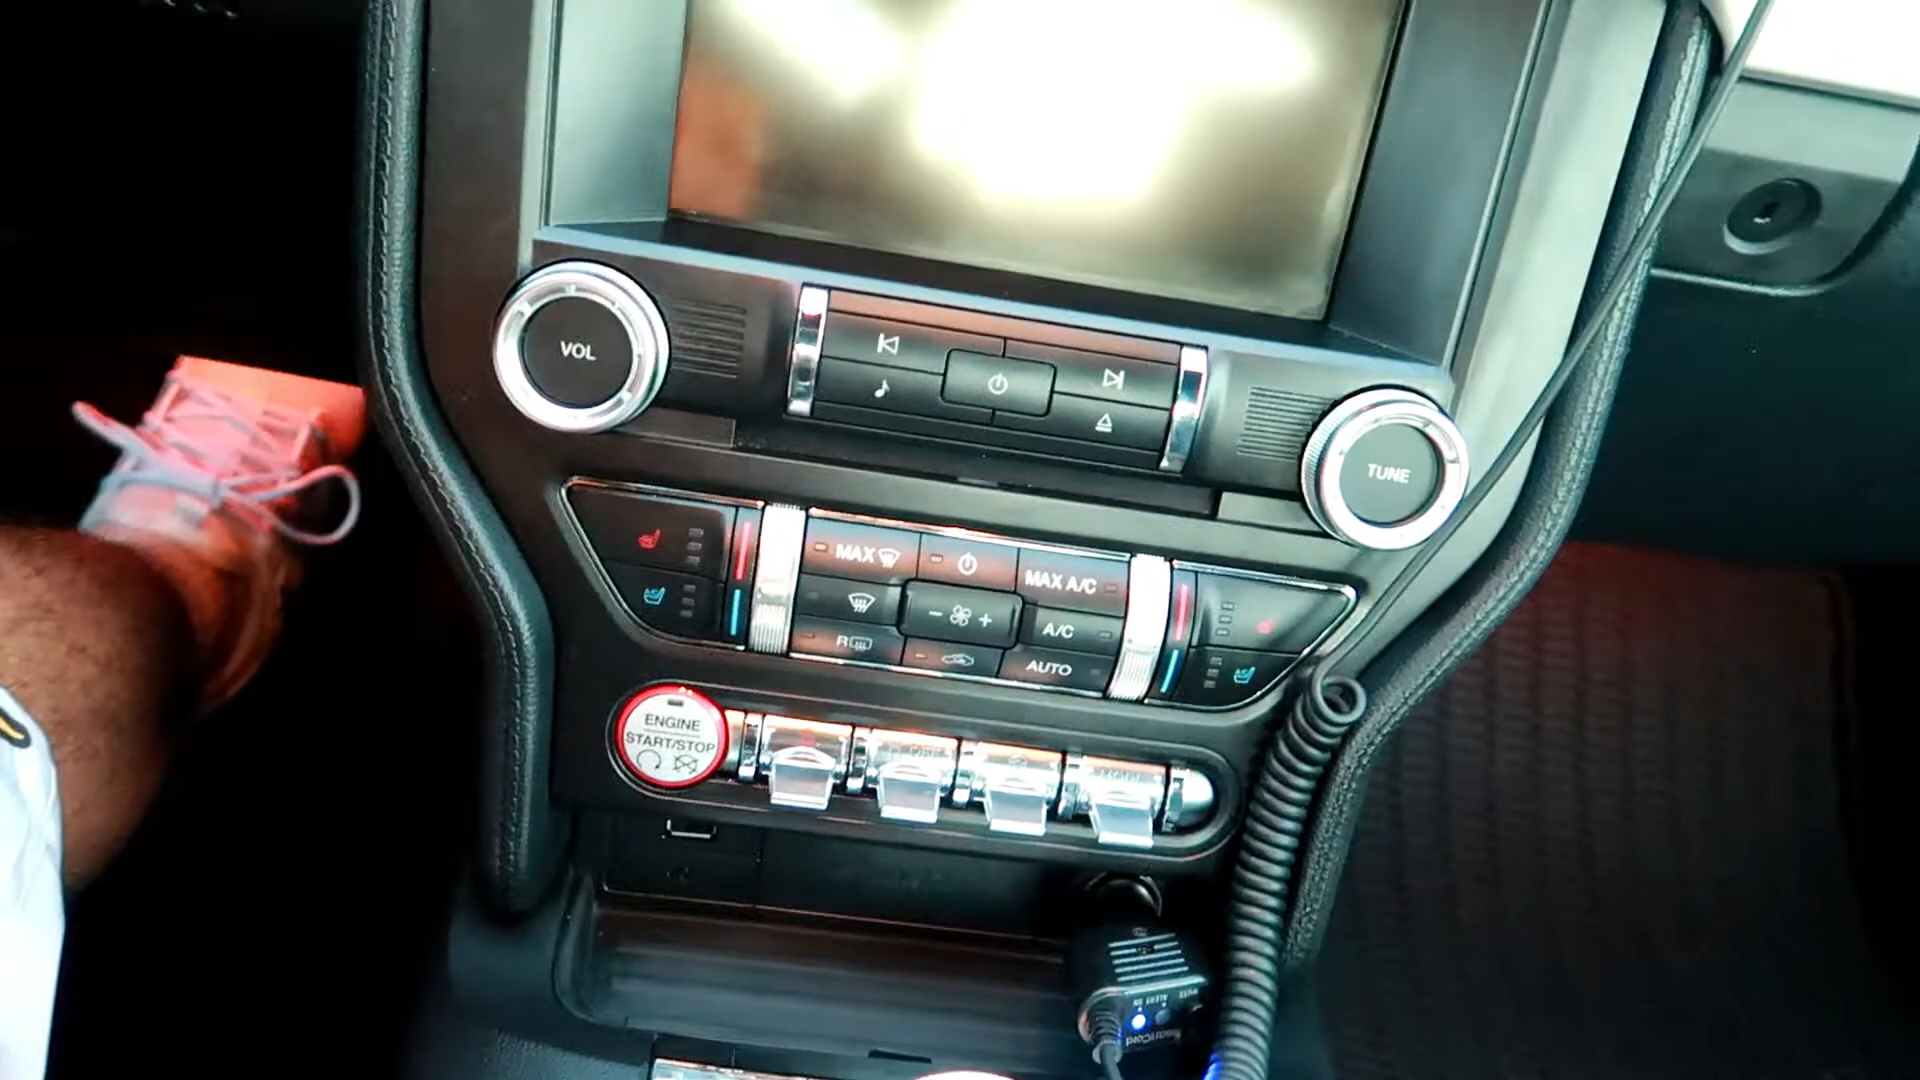 VOL
TUNE
MAX
MAX A/C
A/C
R
AUTO
ENGINE
START/STOP